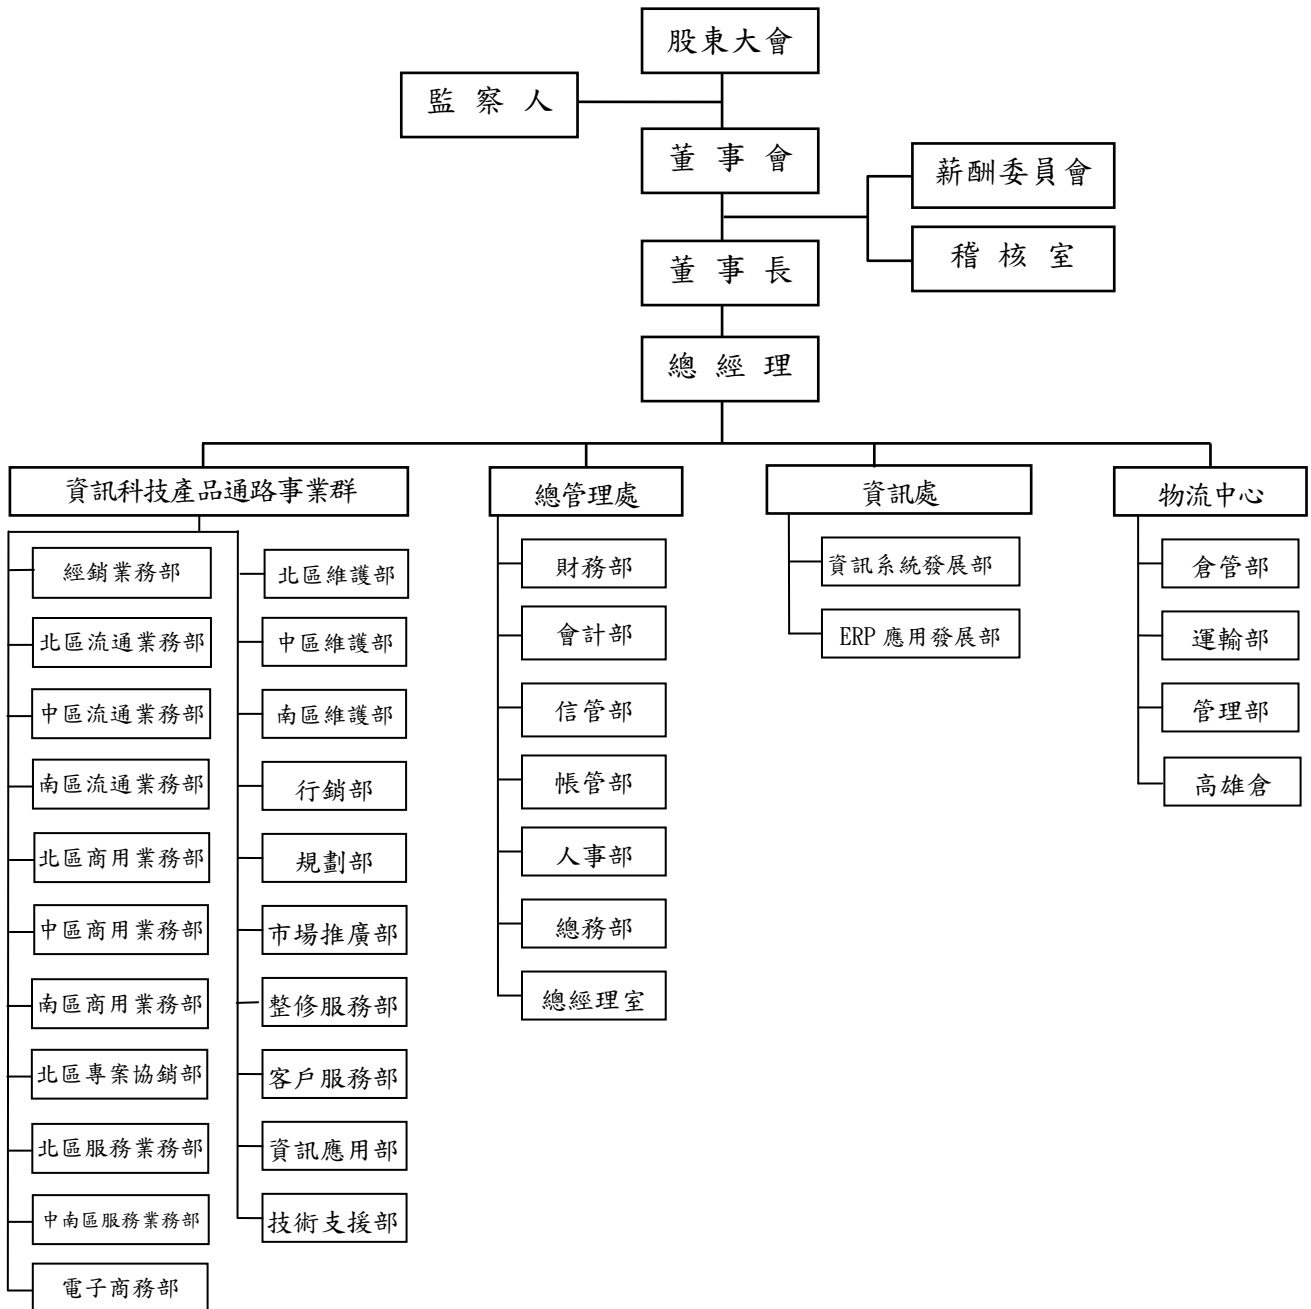 股東大會
監察人
董事會
薪酬委員會
稽核室
董事長
總經理
資訊科技產品通路事業群
經銷業務部
北區流通業務部
中區流通業務部
南區流通業務部
北區商用業務部
中區商用業務部
南區商用業務部
北區專案協銷部
北區服務業務部
中南區服務業務部
電子商務部
北區維護部
中區維護部
南區維護部
行銷部
規劃部
市場推廣部
整修服務部
客戶服務部
資訊應用部
技術支援部
總管理處
財務部
會計部
信管部
帳管部
人事部
總務部
總經理室
資訊處
資訊系統發展部
ERP 應用發展部
物流中心
倉管部
運輸部
管理部
高雄倉